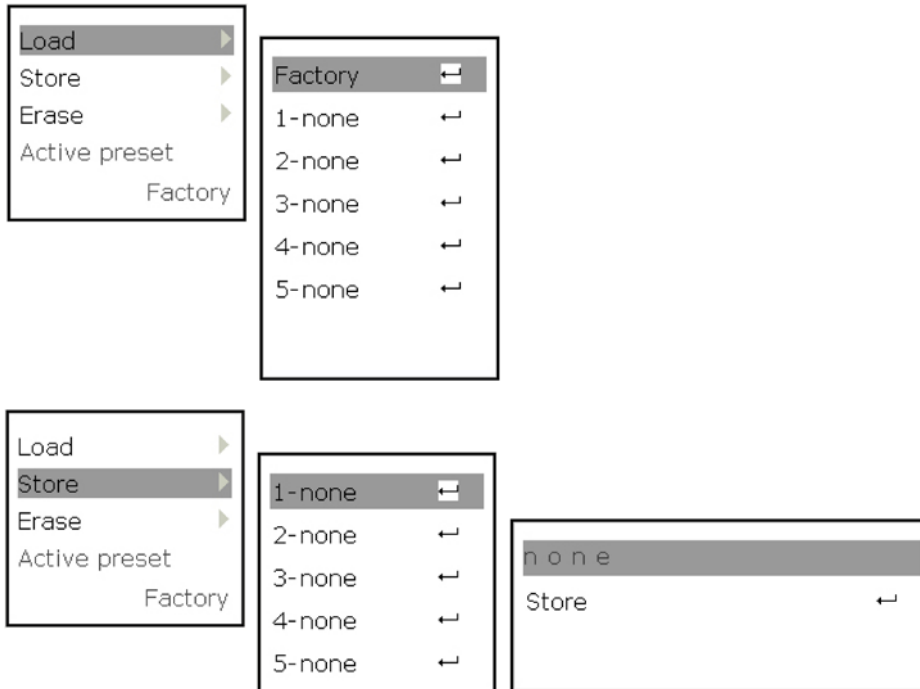 Load
Store
Erase
Active preset
Factory
Factory
1-none
2-none
3-none
4-none
5-none
Load
Store
Erase
Active preset
Factory
1-none
2-none
3-none
4-none
5-none
none
Store